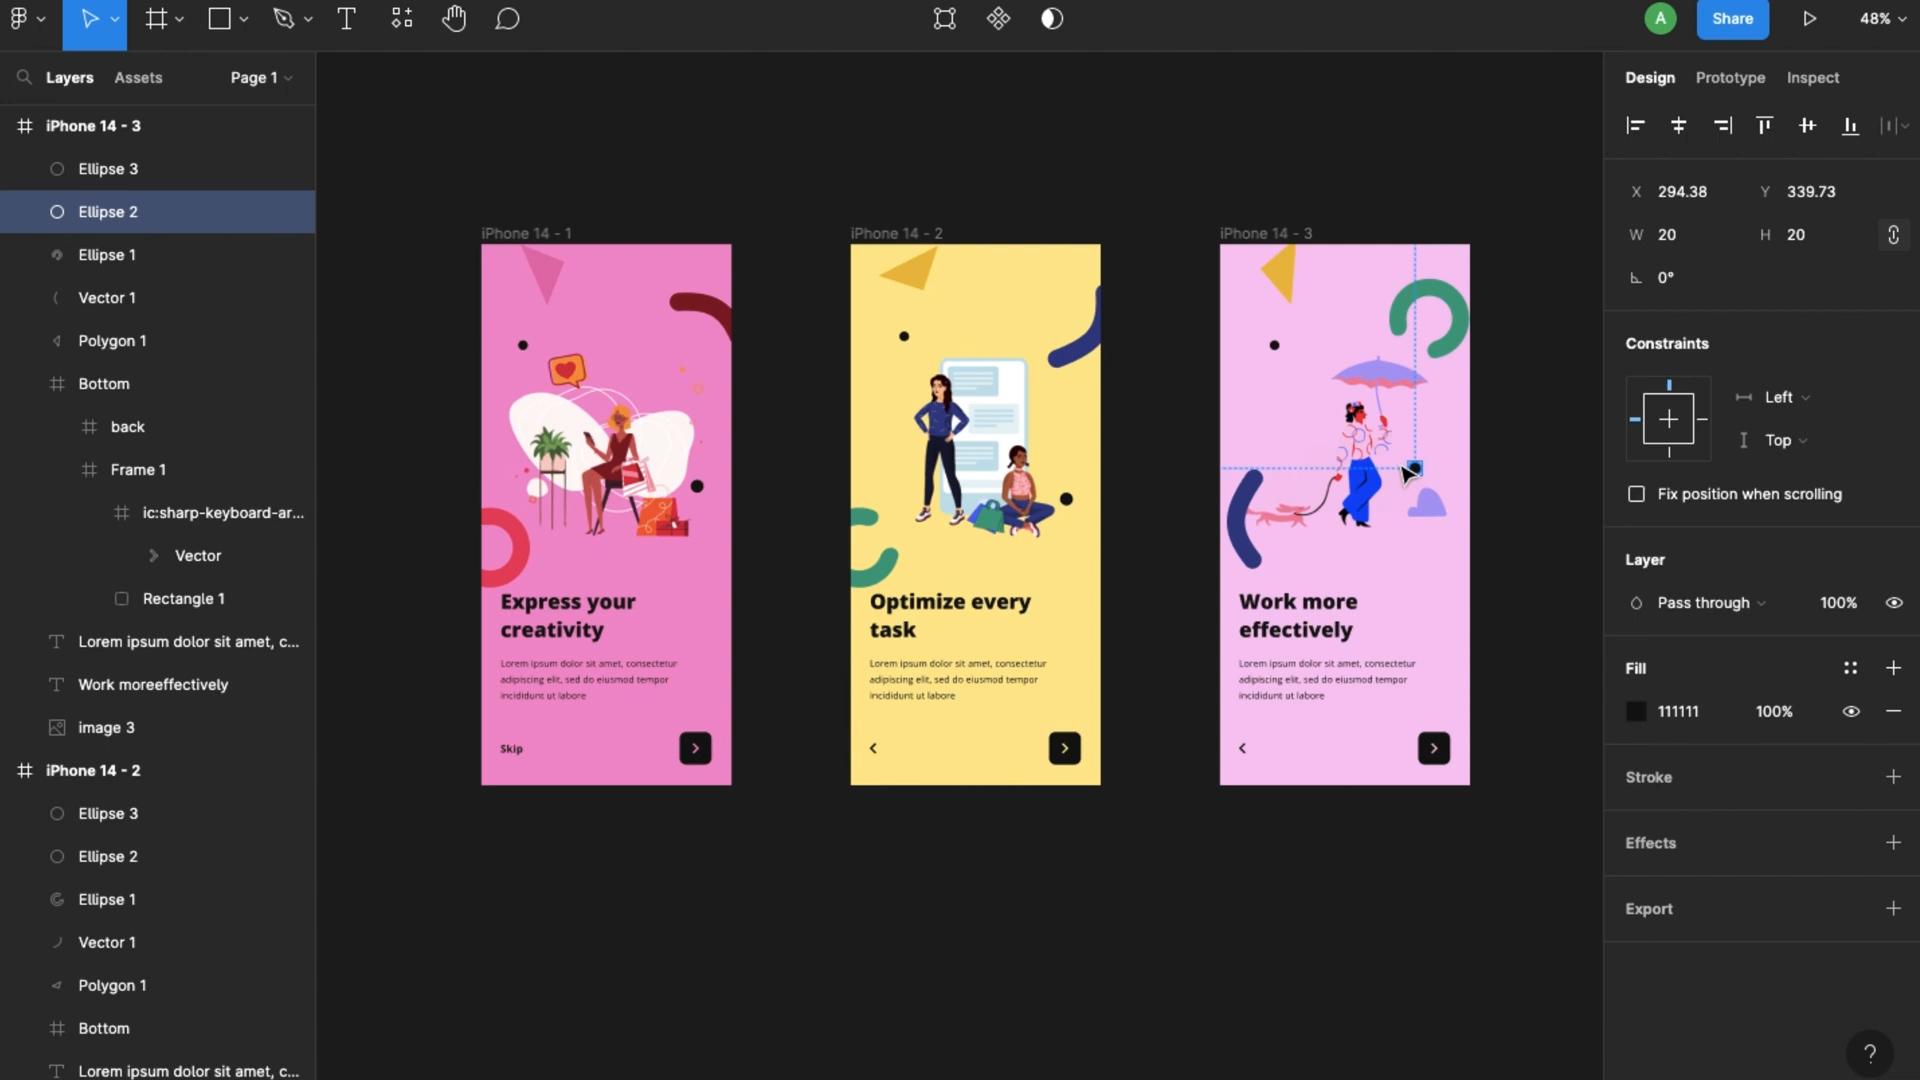 A
Share
48%
Layers
Assets
Page 1
Design
Prototype
Inspect
iPhone 14 - 3
Ellipse 3
Ellipse 2
Ellipse 1
Vector 1
Polygon 1
Bottom
back
Frame 1
ic:sharp-keyboard-ar...
Vector
Rectangle 1
Lorem ipsum dolor sit amet, c...
Work moreeffectively
image 3
iPhone 14 - 2
Ellipse 3
Ellipse 2
Ellipse 1
Vector 1
Polygon 1
Bottom
Lorem ipsum dolor sit amet, c...
iPhone 14 - 1
Express your
creativity
Lorem ipsum dolor sit amet, consectetur
adipiscing elit, sed do eiusmod tempor
incididunt ut labore
Skip
iPhone 14 - 2
Optimize every
task
Lorem ipsum dolor sit amet, consectetur
adipiscing elit, sed do eiusmod tempor
incididunt ut labore
iPhone 14 - 3
Work more
effectively
Lorem ipsum dolor sit amet, consectetur
adipiscing elit, sed do eiusmod tempor
incididunt ut labore
X 294.38 Y 339.73
W 20 H 20
0°
Constraints
Left
Top
Fix position when scrolling
Layer
Pass through 100%
Fill
111111 100%
Stroke
Effects
Export
?